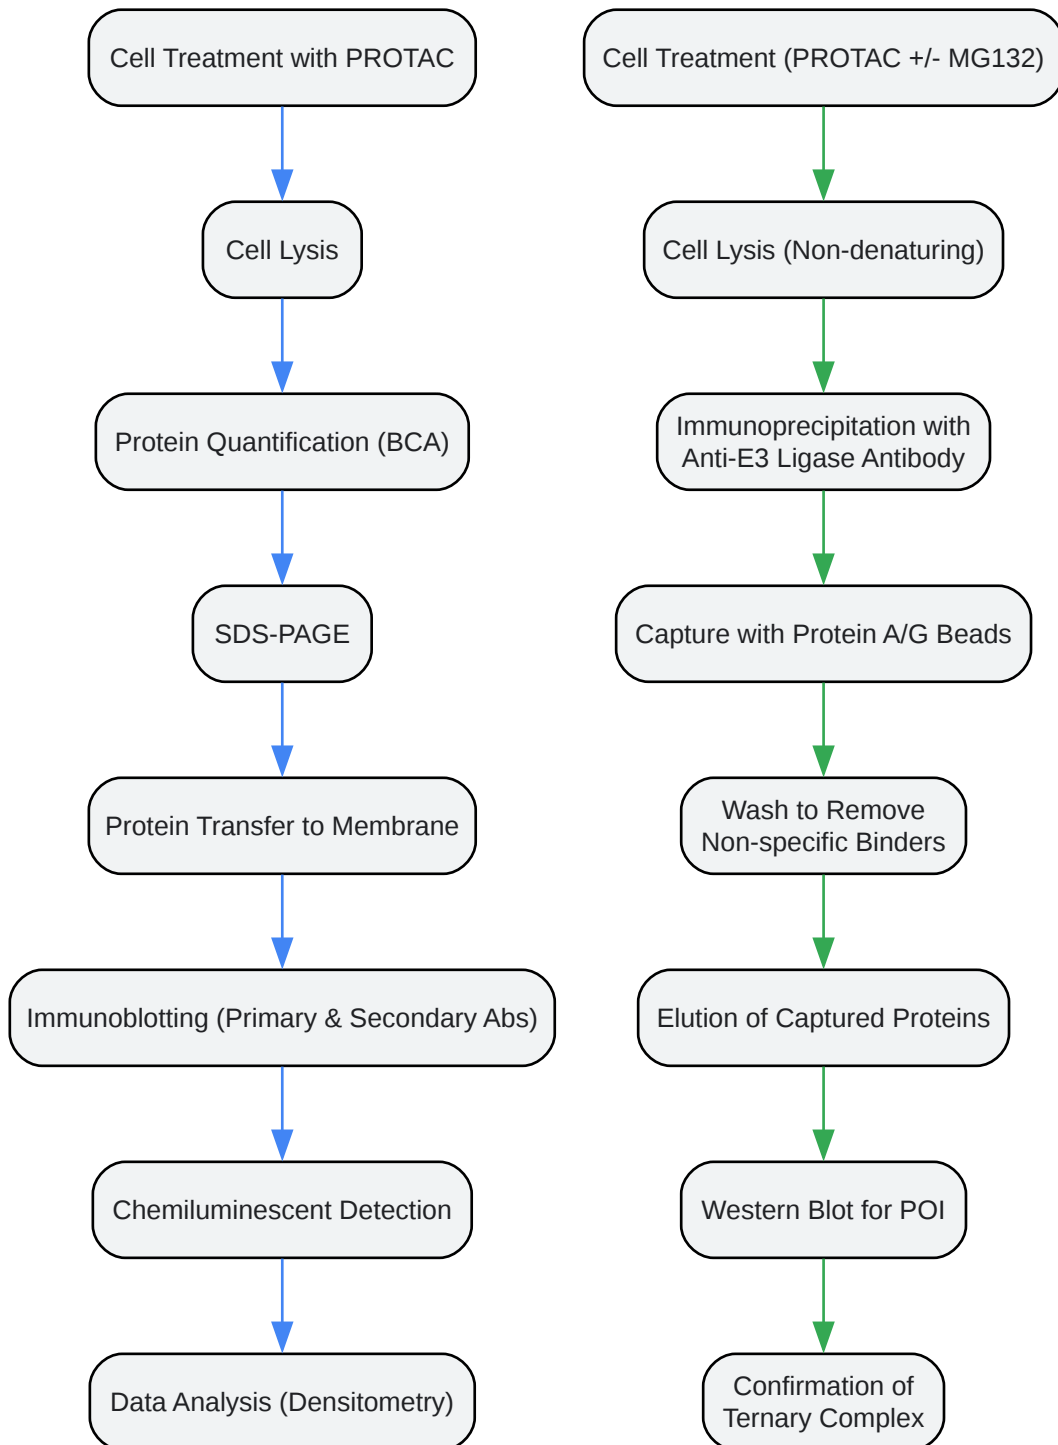 Cell Treatment with PROTAC
Cell Lysis
Protein Quantification (BCA)
SDS-PAGE
Protein Transfer to Membrane
Immunoblotting (Primary & Secondary Abs)
Chemiluminescent Detection
Data Analysis (Densitometry)
Cell Treatment (PROTAC +/- MG132)
Cell Lysis (Non-denaturing)
Immunoprecipitation with
Anti-E3 Ligase Antibody
Capture with Protein A/G Beads
Wash to Remove
Non-specific Binders
Elution of Captured Proteins
Western Blot for POI
Confirmation of
Ternary Complex